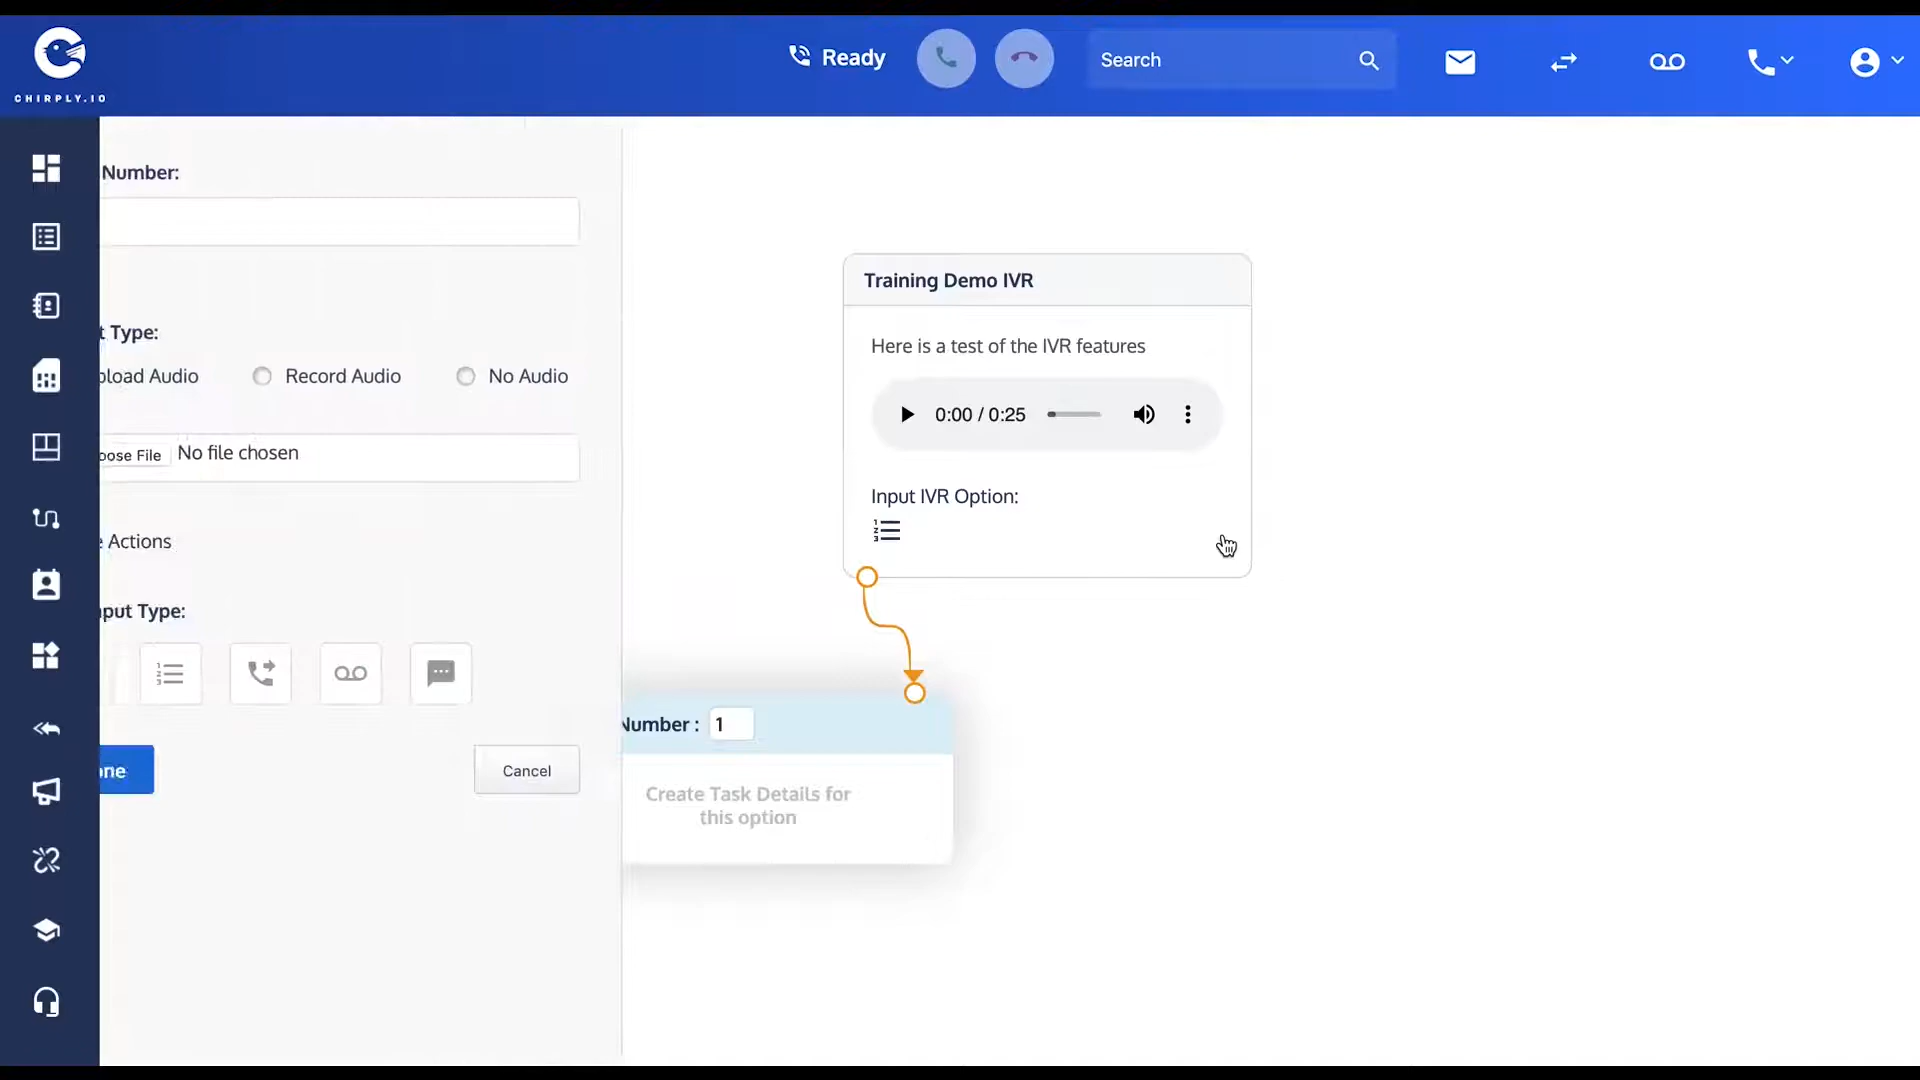 CHIRPLY.IO
Ready
Search
Number:
t Type:
pload Audio
Record Audio
No Audio
oose File
No file chosen
e Actions
nput Type:
one
Cancel
Training Demo IVR
Here is a test of the IVR features
0:00 / 0:25
Input IVR Option:
Number : 1
Create Task Details for
this option